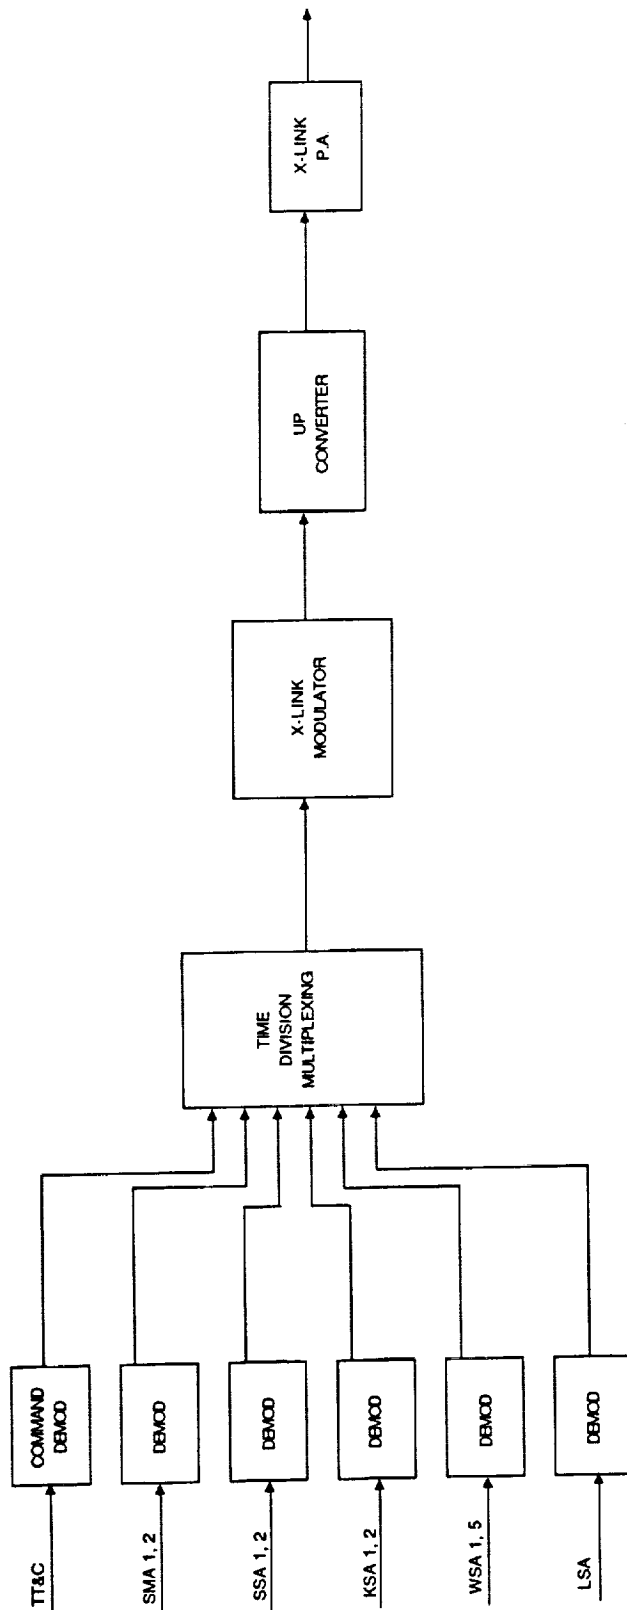 TT&C
COMMAND
DEMOD
SMA 1, 2
DEMOD
SSA 1, 2
DEMOD
KSA 1, 2
DEMOD
WSA 1, 5
DEMOD
LSA
DEMOD
TIME
DIVISION
MULTIPLEXING
X-LINK
MODULATOR
UP
CONVERTER
X-LINK
P.A.